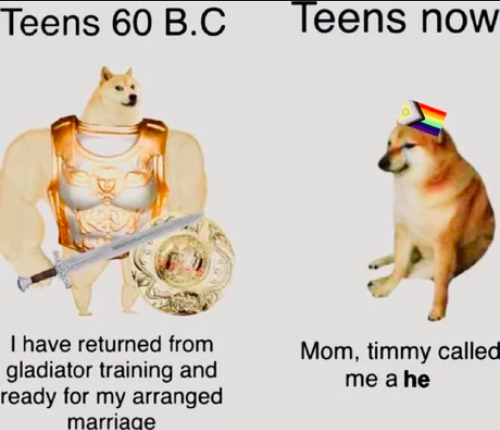 Teens 60 B.C
Teens now
I have returned from
gladiator training and
ready for my arranged
marriage
Mom, timmy called
me a he